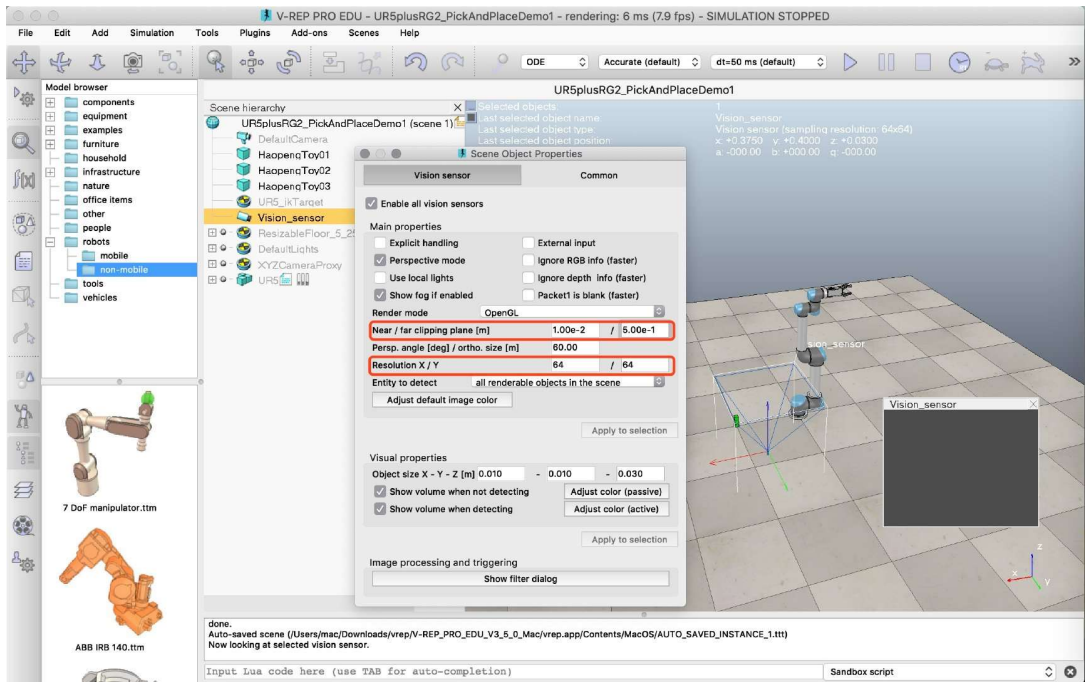 V-REP PRO EDU - UR5plusRG2_PickAndPlaceDemo1 - rendering: 6 ms (7.9 fps) - SIMULATION STOPPED
File Edit Add Simulation Tools Plugins Add-ons Scenes Help
ODE Accurate (default) dt=50 ms (default) »
UR5plusRG2_PickAndPlaceDemo1
Model browser
components
equipment
examples
furniture
household
infrastructure
nature
office items
other
people
robots
mobile
non-mobile
tools
vehicles
7 DoF manipulator.ttm
ABB IRB 140.ttm
Scene hierarchy
UR5plusRG2_PickAndPlaceDemo1 (scene 1)
DefaultCamera
HaopengToy01
HaopengToy02
HaopengToy03
UR5_ikTarget
Vision_sensor
ResizableFloor_5_25
DefaultLights
XYZCameraProxy
UR5
Selected objects: 1
Last selected object name: Vision_sensor
Last selected object type: Vision sensor (sampling resolution: 64x64)
Last selected object position: x: +0.3750 y: +0.4000 z: +0.0300
a: -000.00 b: +000.00 g: -000.00
Scene Object Properties
Vision sensor Common
Enable all vision sensors
Main properties
Explicit handling External input
Perspective mode Ignore RGB info (faster)
Use local lights Ignore depth info (faster)
Show fog if enabled Packet1 is blank (faster)
Render mode OpenGL
Near / far clipping plane [m] 1.00e-2 / 5.00e-1
Persp. angle [deg] / ortho. size [m] 60.00
Resolution X / Y 64 / 64
Entity to detect all renderable objects in the scene
Adjust default image color
Apply to selection
Visual properties
Object size X - Y - Z [m] 0.010 - 0.010 - 0.030
Show volume when not detecting Adjust color (passive)
Show volume when detecting Adjust color (active)
Apply to selection
Image processing and triggering
Show filter dialog
sion_sensor
Vision_sensor
z
x
y
done.
Auto-saved scene (/Users/mac/Downloads/vrep/V-REP_PRO_EDU_V3_5_0_Mac/vrep.app/Contents/MacOS/AUTO_SAVED_INSTANCE_1.ttt)
Now looking at selected vision sensor.
Input Lua code here (use TAB for auto-completion) Sandbox script